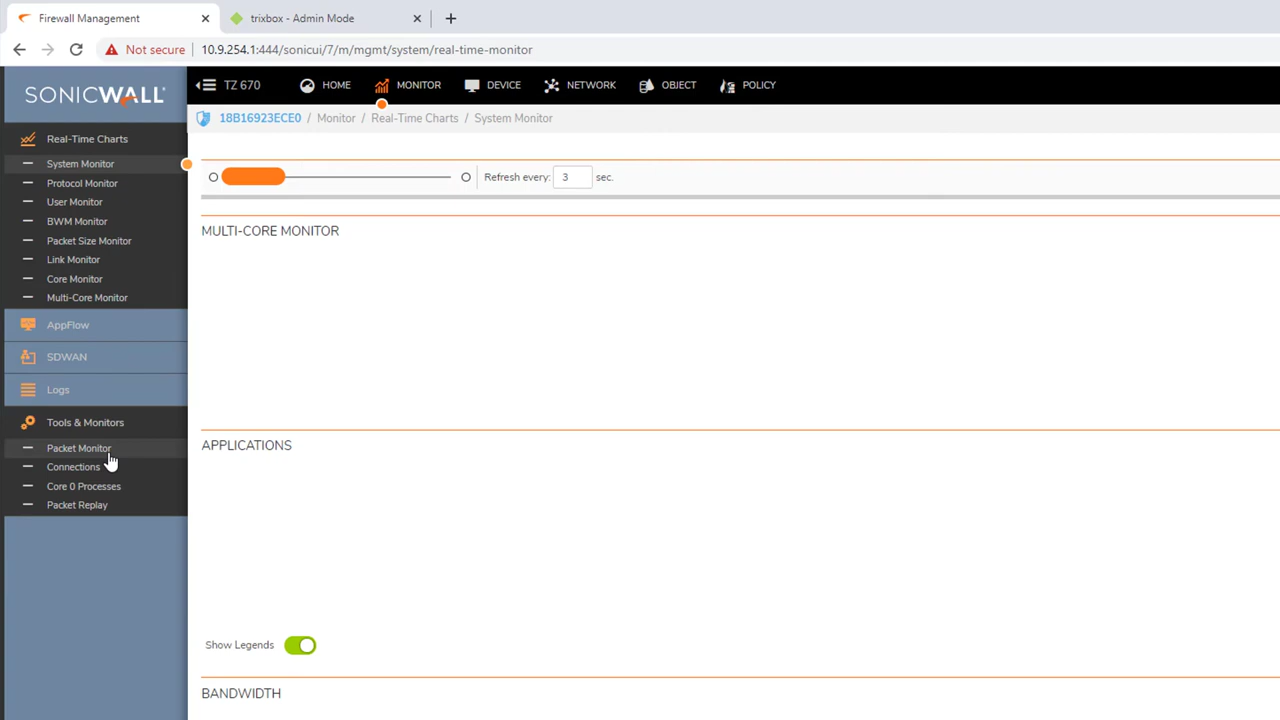 Firewall Management
trixbox - Admin Mode
Not secure
10.9.254.1:444/sonicui/7/m/mgmt/system/real-time-monitor
SONICWALL
TZ 670
HOME
MONITOR
DEVICE
NETWORK
OBJECT
POLICY
18B16923ECE0 / Monitor / Real-Time Charts / System Monitor
Real-Time Charts
System Monitor
Protocol Monitor
User Monitor
BWM Monitor
Packet Size Monitor
Link Monitor
Core Monitor
Multi-Core Monitor
AppFlow
SDWAN
Logs
Tools & Monitors
Packet Monitor
Connections
Core 0 Processes
Packet Replay
Refresh every: 3 sec.
MULTI-CORE MONITOR
APPLICATIONS
Show Legends
BANDWIDTH